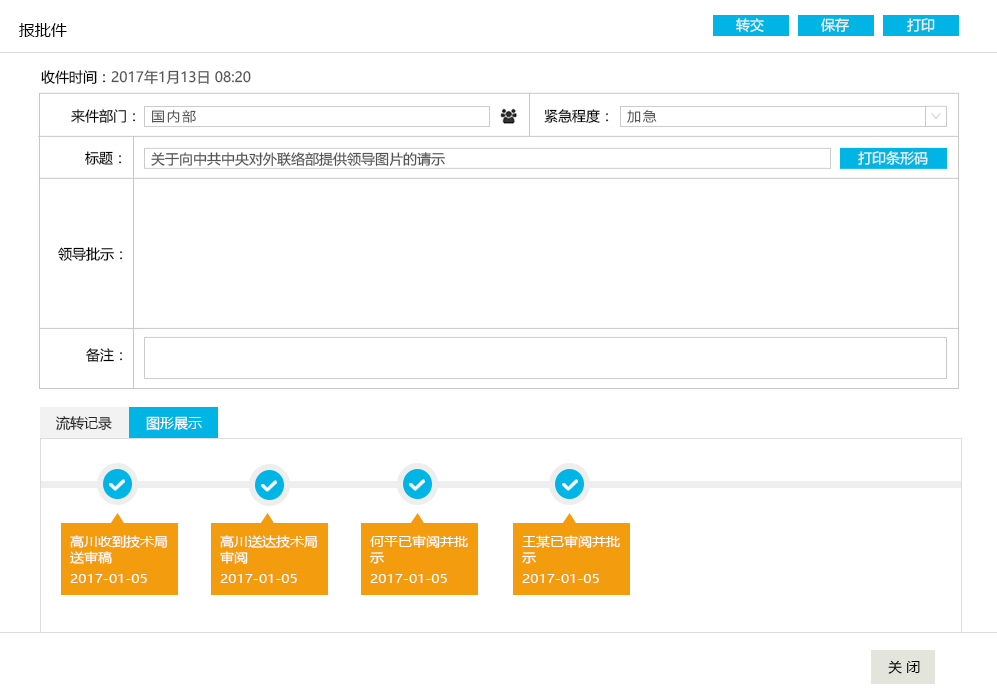 报批件
转交 保存 打印
收件时间：2017年1月13日 08:20
来件部门： 国内部 紧急程度： 加急
标题： 关于向中共中央对外联络部提供领导图片的请示 打印条形码
领导批示：
备注：
流转记录 图形展示
高川收到技术局
送审稿
2017-01-05
高川送达技术局
审阅
2017-01-05
何平已审阅并批
示
2017-01-05
王某已审阅并批
示
2017-01-05
关 闭